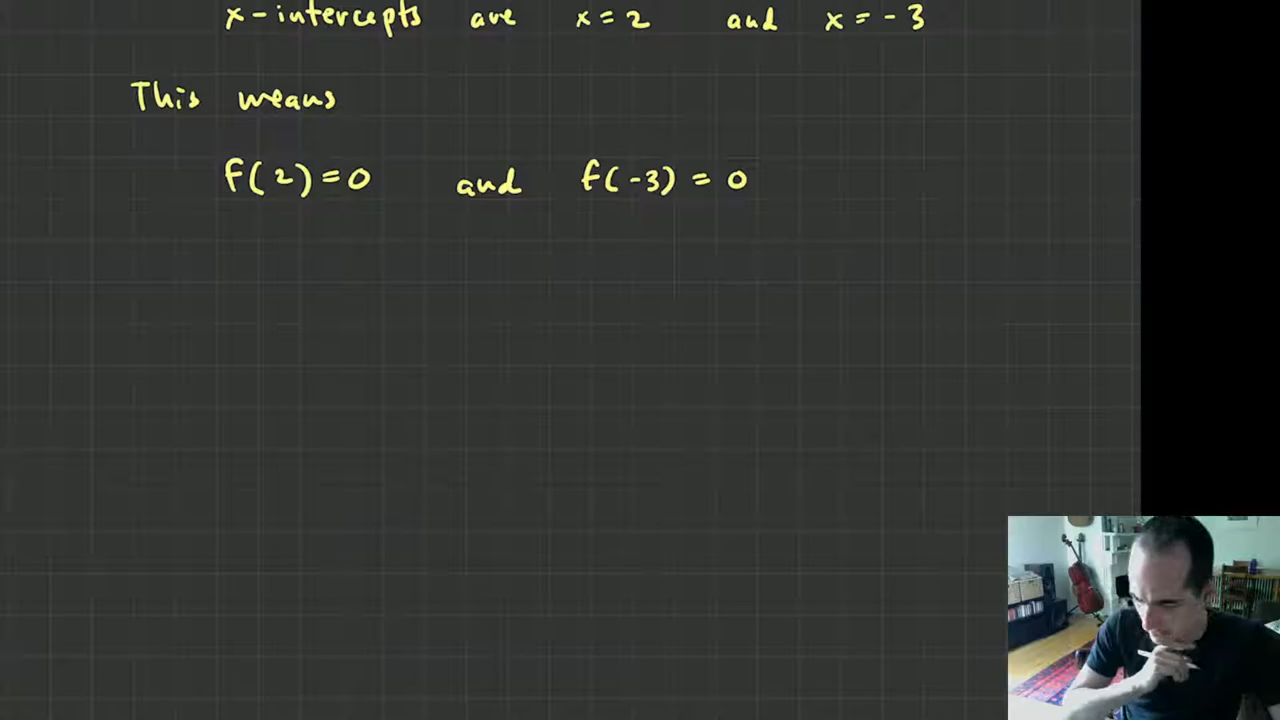 x-intercepts are x=2 and x=-3
This means
f(2)=0 and f(-3)=0